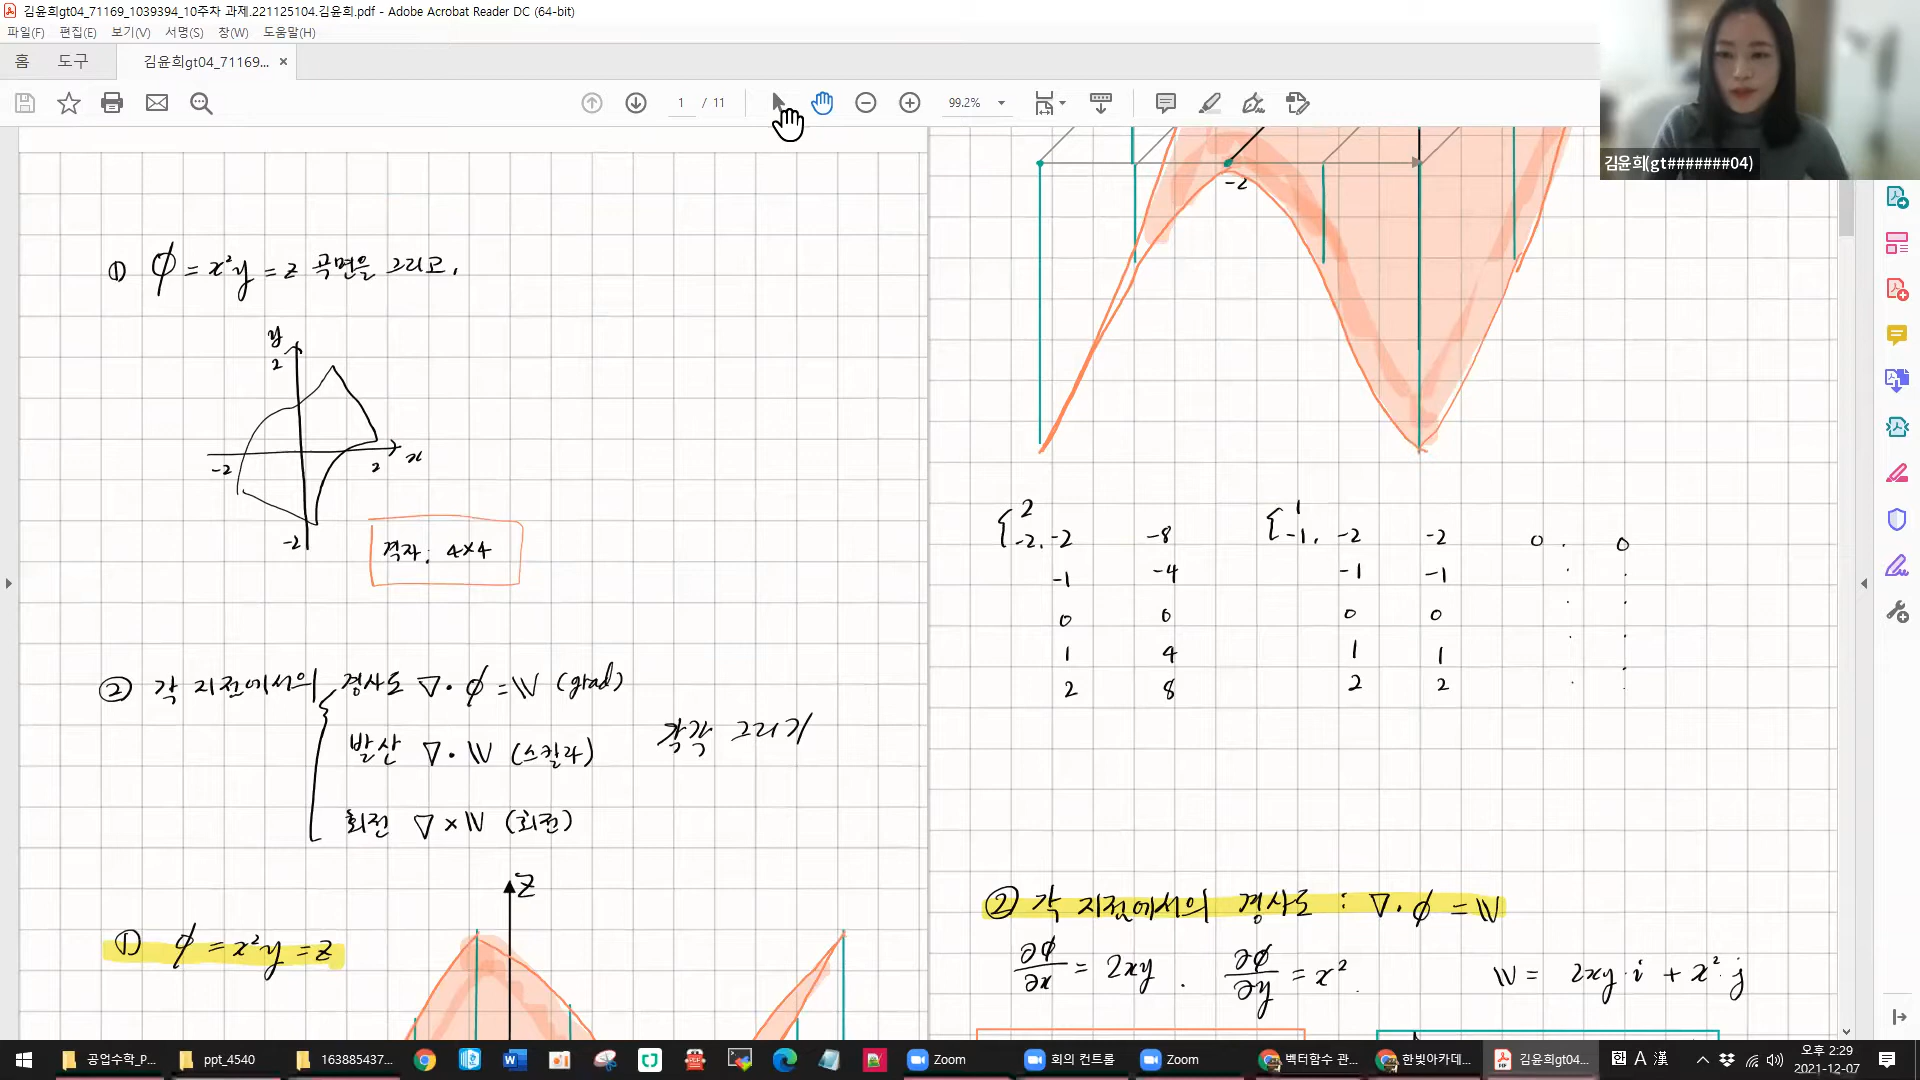 김윤희gt04_71169_1039394_10주차 과제.221125104.김윤희.pdf - Adobe Acrobat Reader DC (64-bit)
파일(F) 편집(E) 보기(V) 서명(S) 창(W) 도움말(H)
홈 도구 김윤희gt04_71169... ×
1 / 11 99.2%
김윤희(gt#######04)
① ϕ = x²y = z 곡면을 그리고,
y
2
-2 2 x
-2
격자: 4×4
② 각 지점에서의 경사도 ∇·ϕ = V (grad)
발산 ∇·V (스칼라) 각각 그리기
회전 ∇×V (회전)
z
① ϕ = x²y = z
-2
{ 2 -2, -2 -8 { 1 -1, -2 -2 0 . 0
-1 -4 -1 -1
0 0 0 0
1 4 1 1
2 8 2 2
② 각 지점에서의 경사도 : ∇·ϕ = V
∂ϕ/∂x = 2xy . ∂ϕ/∂y = x² . V = 2xy·i + x²·j
공업수학_P... ppt_4540 163885437... Zoom 회의 컨트롤 Zoom 벡터함수 관... 한빛아카데... 김윤희gt04... 한 A 漢
오후 2:29
2021-12-07